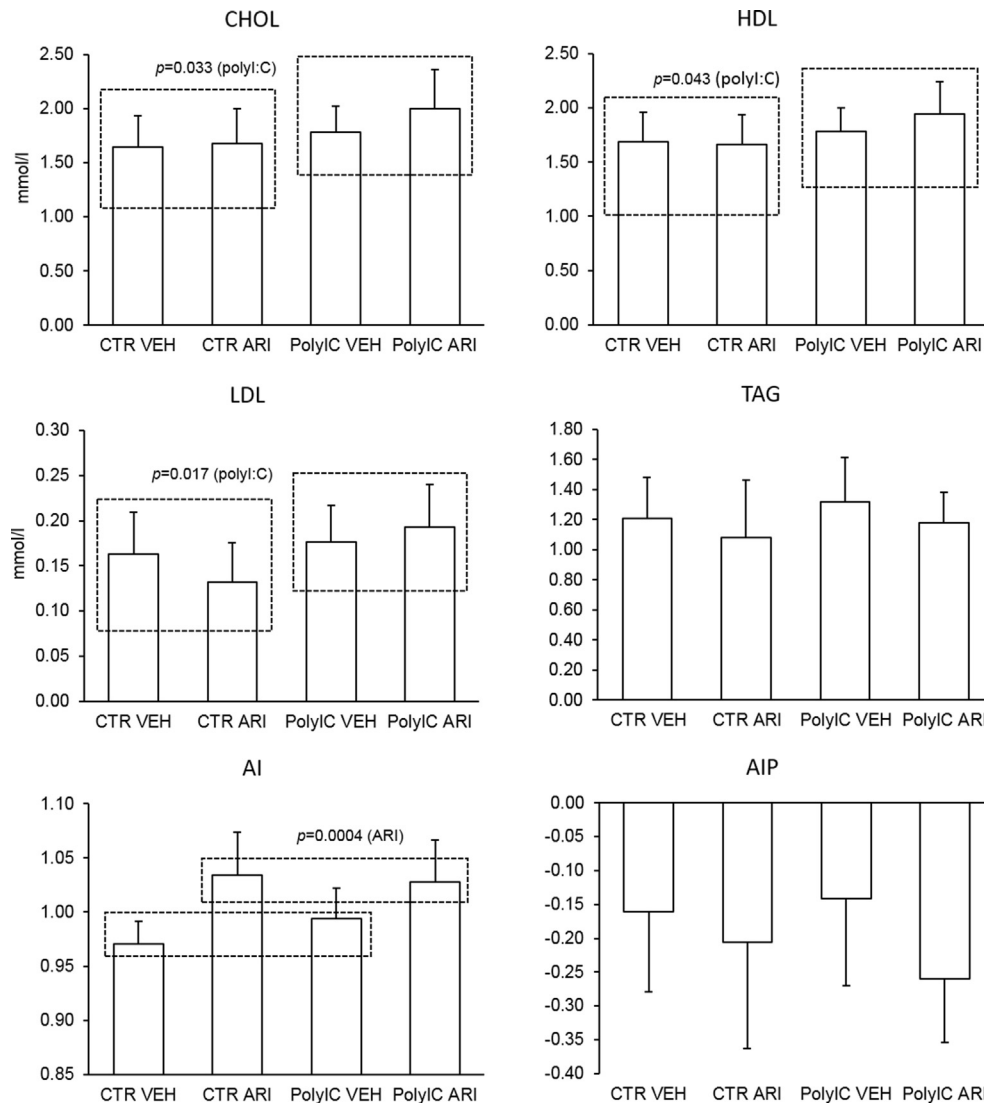 CHOL
p=0.033 (polyI:C)
mmol/l
2.50
2.00
1.50
1.00
0.50
0.00
CTR VEH CTR ARI PolyIC VEH PolyIC ARI
HDL
p=0.043 (polyI:C)
2.50
2.00
1.50
1.00
0.50
0.00
CTR VEH CTR ARI PolyIC VEH PolyIC ARI
LDL
p=0.017 (polyI:C)
mmol/l
0.30
0.25
0.20
0.15
0.10
0.05
0.00
CTR VEH CTR ARI PolyIC VEH PolyIC ARI
TAG
1.80
1.60
1.40
1.20
1.00
0.80
0.60
0.40
0.20
0.00
CTR VEH CTR ARI PolyIC VEH PolyIC ARI
AI
p=0.0004 (ARI)
1.10
1.05
1.00
0.95
0.90
0.85
CTR VEH CTR ARI PolyIC VEH PolyIC ARI
AIP
0.00
-0.05
-0.10
-0.15
-0.20
-0.25
-0.30
-0.35
-0.40
CTR VEH CTR ARI PolyIC VEH PolyIC ARI